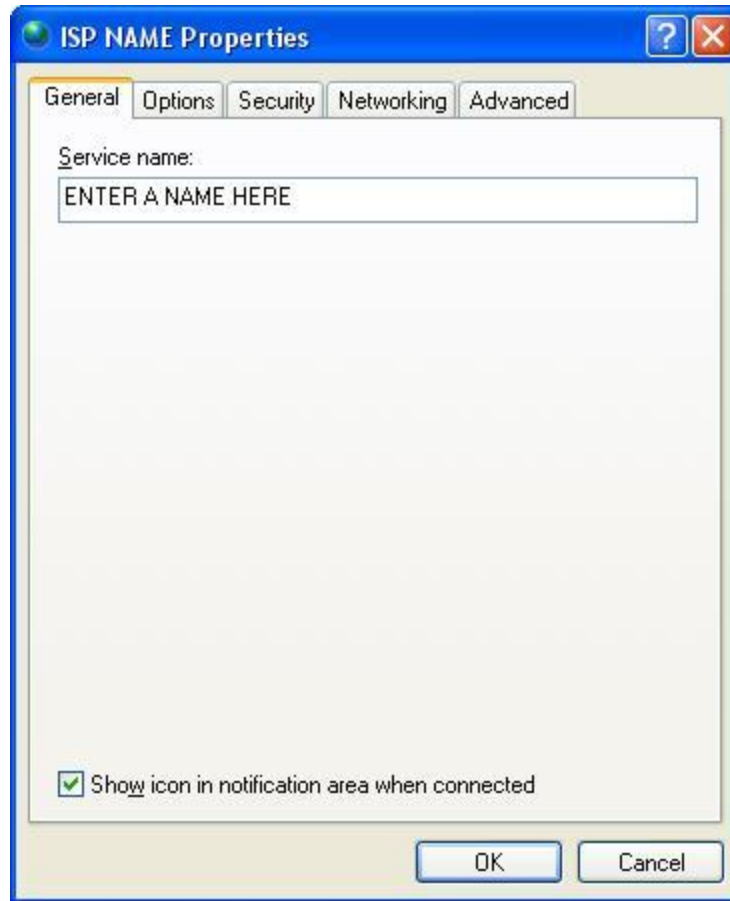 ISP NAME Properties
General Options Security Networking Advanced
Service name:
ENTER A NAME HERE
Show icon in notification area when connected
OK Cancel